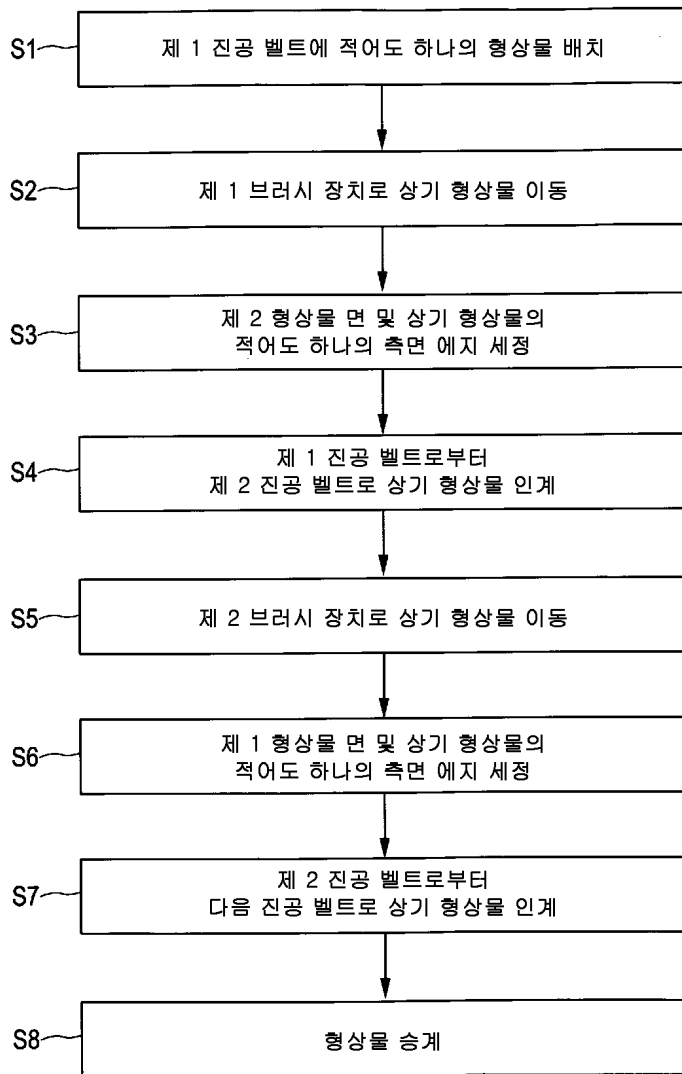 S1
제 1 진공 벨트에 적어도 하나의 형상물 배치
S2
제 1 브러시 장치로 상기 형상물 이동
S3
제 2 형상물 면 및 상기 형상물의
적어도 하나의 측면 에지 세정
S4
제 1 진공 벨트로부터
제 2 진공 벨트로 상기 형상물 인계
S5
제 2 브러시 장치로 상기 형상물 이동
S6
제 1 형상물 면 및 상기 형상물의
적어도 하나의 측면 에지 세정
S7
제 2 진공 벨트로부터
다음 진공 벨트로 상기 형상물 인계
S8
형상물 승계